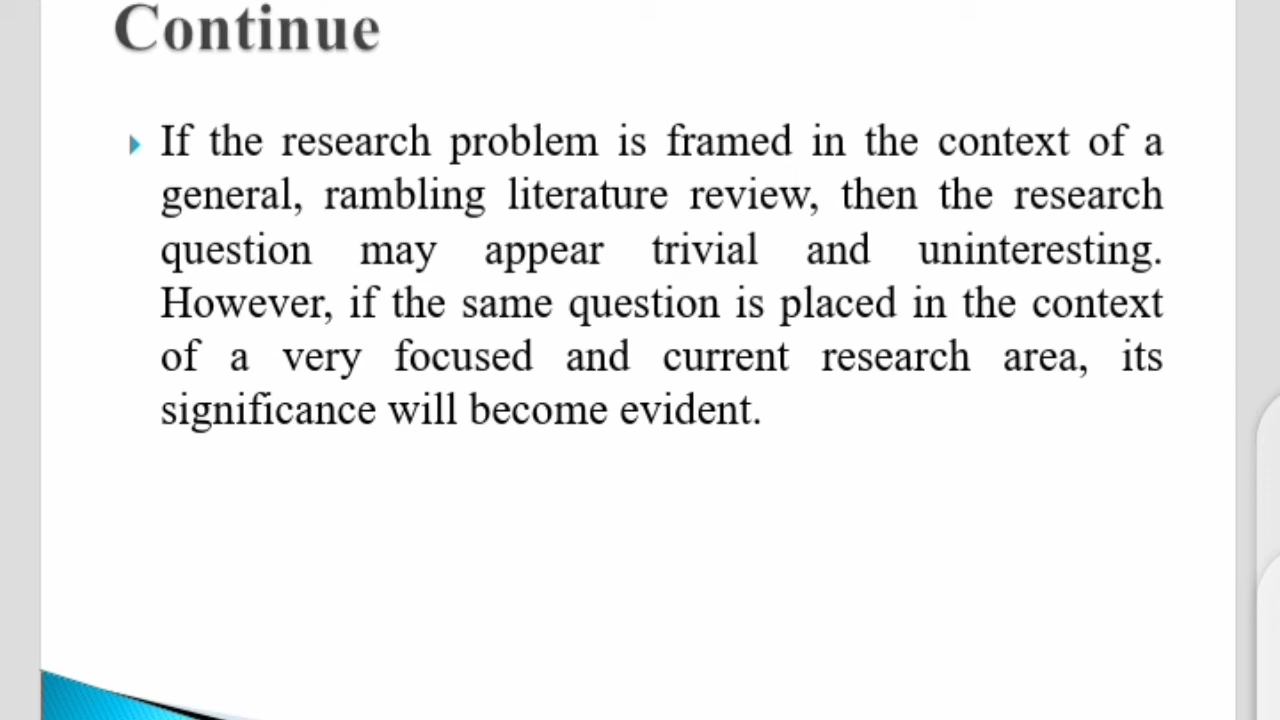 Continue
If the research problem is framed in the context of a
general, rambling literature review, then the research
question may appear trivial and uninteresting.
However, if the same question is placed in the context
of a very focused and current research area, its
significance will become evident.